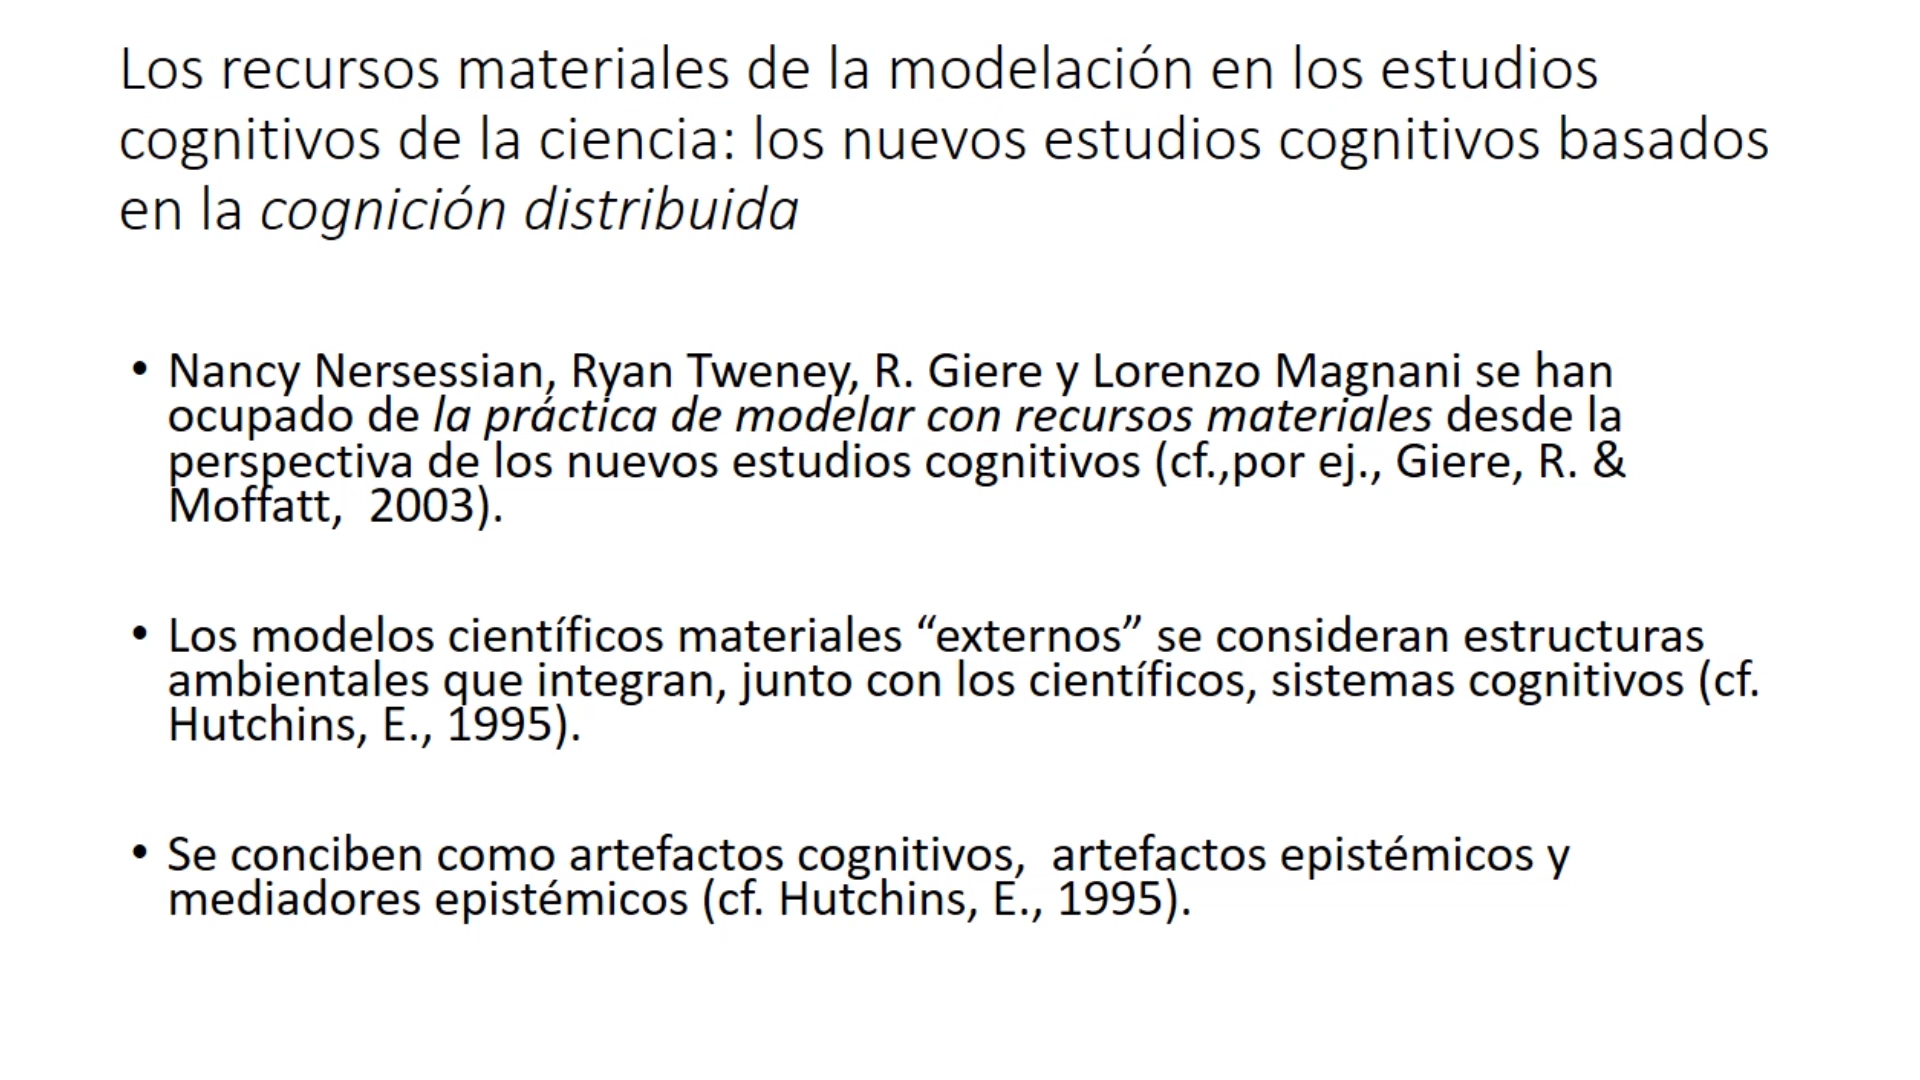 Los recursos materiales de la modelación en los estudios
cognitivos de la ciencia: los nuevos estudios cognitivos basados
en la cognición distribuida
• Nancy Nersessian, Ryan Tweney, R. Giere y Lorenzo Magnani se han
ocupado de la práctica de modelar con recursos materiales desde la
perspectiva de los nuevos estudios cognitivos (cf.,por ej., Giere, R. &
Moffatt,  2003).
• Los modelos científicos materiales “externos” se consideran estructuras
ambientales que integran, junto con los científicos, sistemas cognitivos (cf.
Hutchins, E., 1995).
• Se conciben como artefactos cognitivos,  artefactos epistémicos y
mediadores epistémicos (cf. Hutchins, E., 1995).